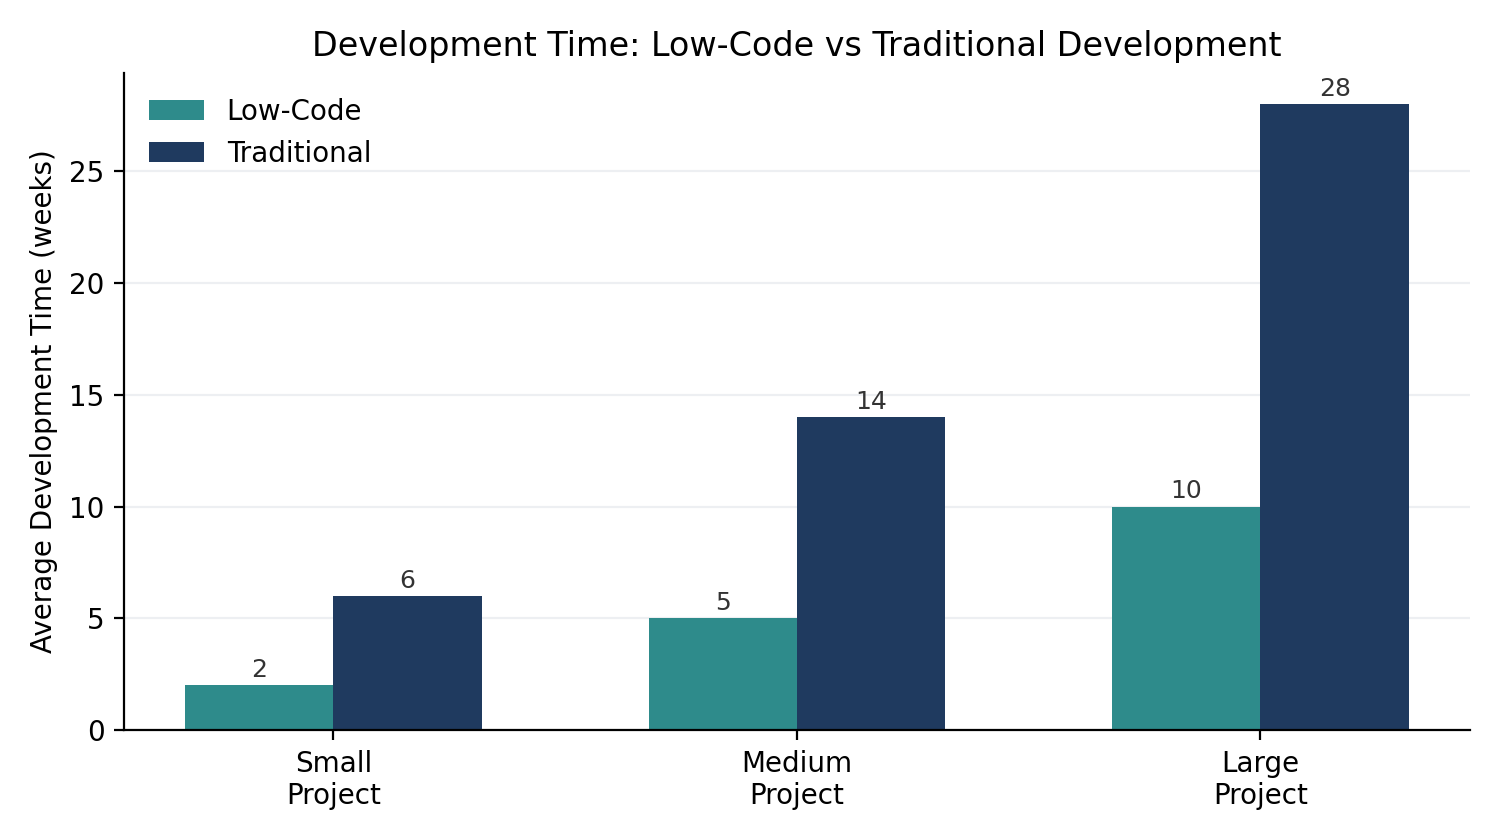 Development Time: Low-Code vs Traditional Development
Low-Code
Traditional
Average Development Time (weeks)
25
20
15
10
5
0
2
6
5
14
10
28
Small
Project
Medium
Project
Large
Project